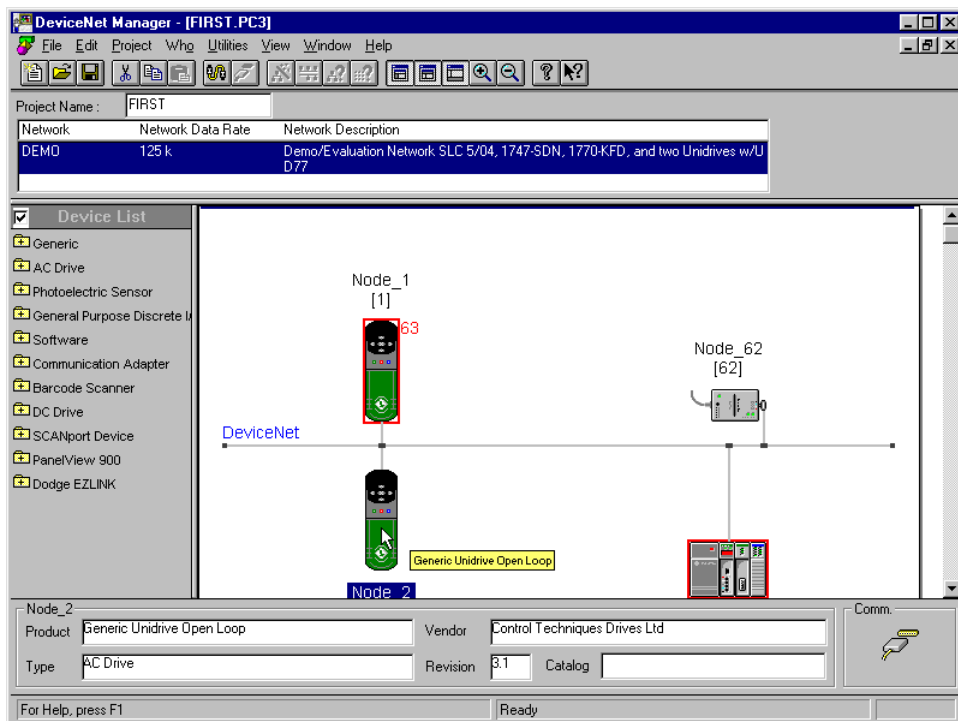 DeviceNet Manager - [FIRST.PC3]
File Edit Project Who Utilities View Window Help
Project Name : FIRST
Network Network Data Rate Network Description
DEMO 125 k Demo/Evaluation Network SLC 5/04, 1747-SDN, 1770-KFD, and two Unidrives w/U
D77
Device List
Generic
AC Drive
Photoelectric Sensor
General Purpose Discrete I/
Software
Communication Adapter
Barcode Scanner
DC Drive
SCANport Device
PanelView 900
Dodge EZLINK
Node_1
[1]
63
Node_62
[62]
DeviceNet
Generic Unidrive Open Loop
Node_2
Node_2
Product Generic Unidrive Open Loop Vendor Control Techniques Drives Ltd
Type AC Drive Revision 3.1 Catalog
Comm.
For Help, press F1 Ready